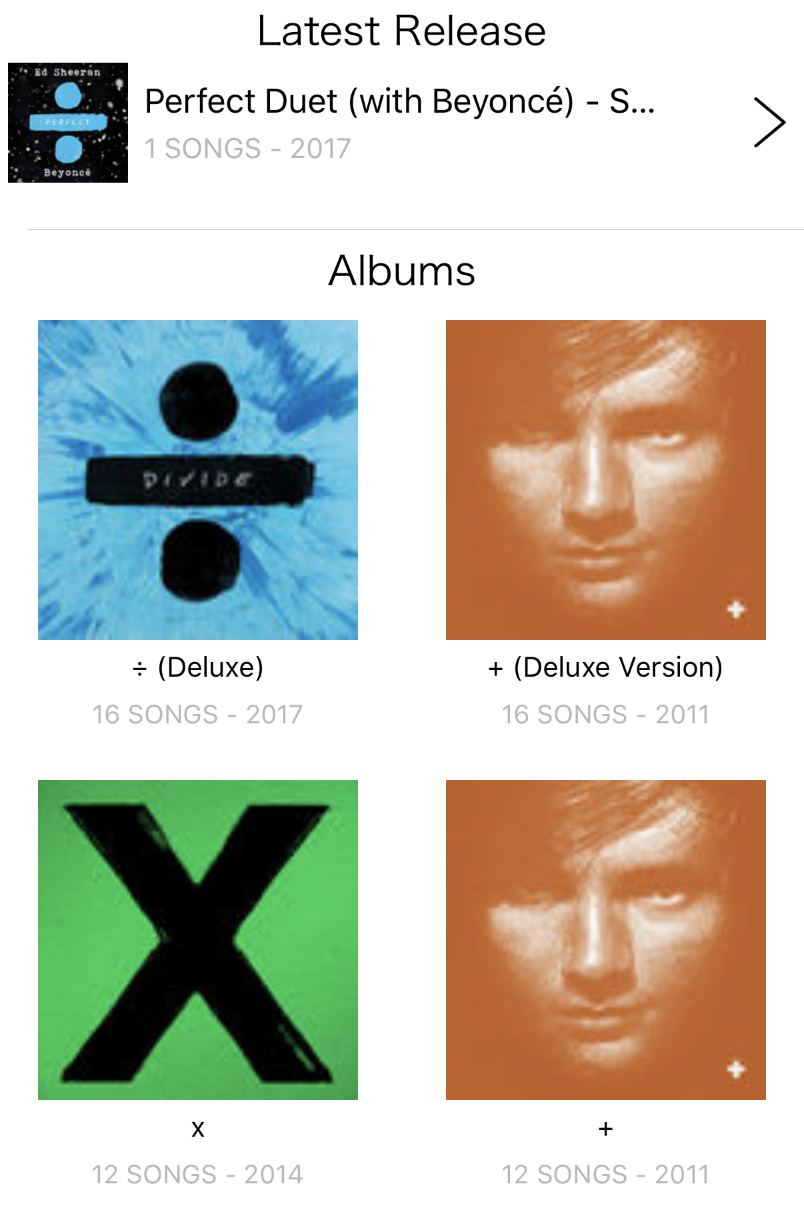 Latest Release
Ed Sheeran
PERFECT
Beyoncé
Perfect Duet (with Beyoncé) - S...
1 SONGS - 2017
Albums
DIVIDE
+
÷ (Deluxe)
+ (Deluxe Version)
16 SONGS - 2017
16 SONGS - 2011
X
+
x
+
12 SONGS - 2014
12 SONGS - 2011